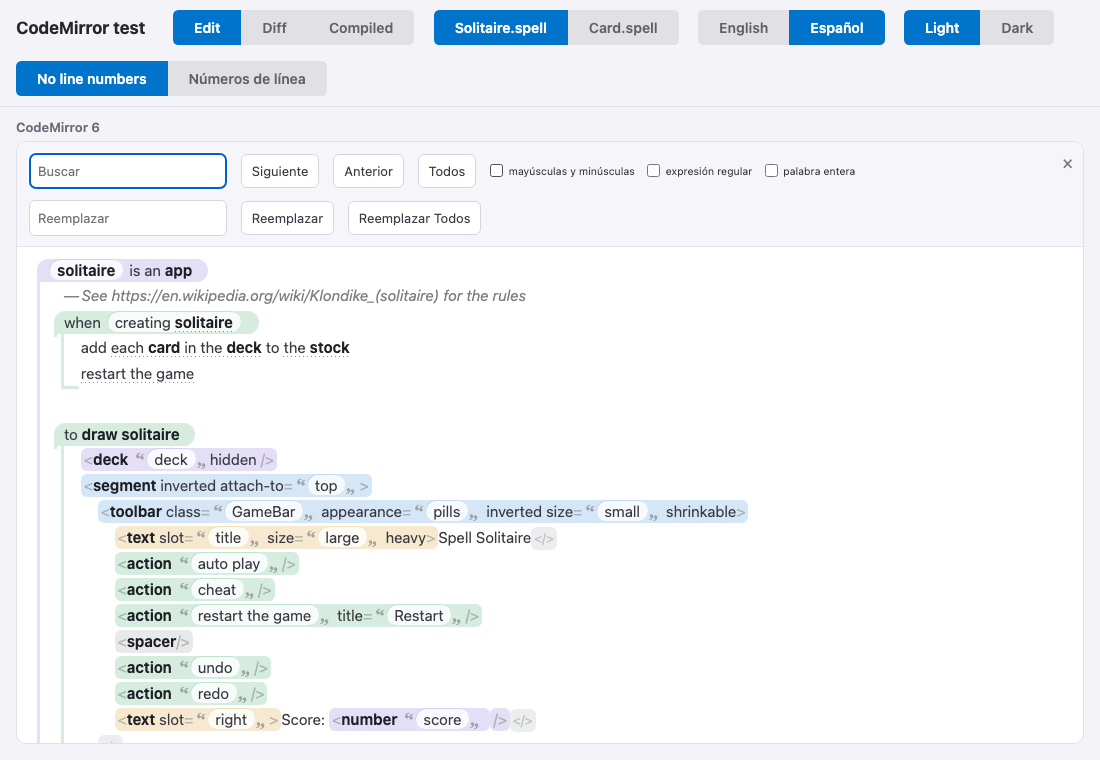 CodeMirror test Edit Diff Compiled Solitaire.spell Card.spell English Español Light Dark
No line numbers Números de línea
CodeMirror 6
Buscar Siguiente Anterior Todos mayúsculas y minúsculas expresión regular palabra entera ×
Reemplazar Reemplazar Reemplazar Todos
solitaire is an app
— See https://en.wikipedia.org/wiki/Klondike_(solitaire) for the rules
when creating solitaire
add each card in the deck to the stock
restart the game
to draw solitaire
<deck “ deck „ hidden />
<segment inverted attach-to= “ top „ >
<toolbar class= “ GameBar „ appearance= “ pills „ inverted size= “ small „ shrinkable>
<text slot= “ title „ size= “ large „ heavy>Spell Solitaire</>
<action “ auto play „ />
<action “ cheat „ />
<action “ restart the game „ title= “ Restart „ />
<spacer/>
<action “ undo „ />
<action “ redo „ />
<text slot= “ right „ >Score: <number “ score „ /></>